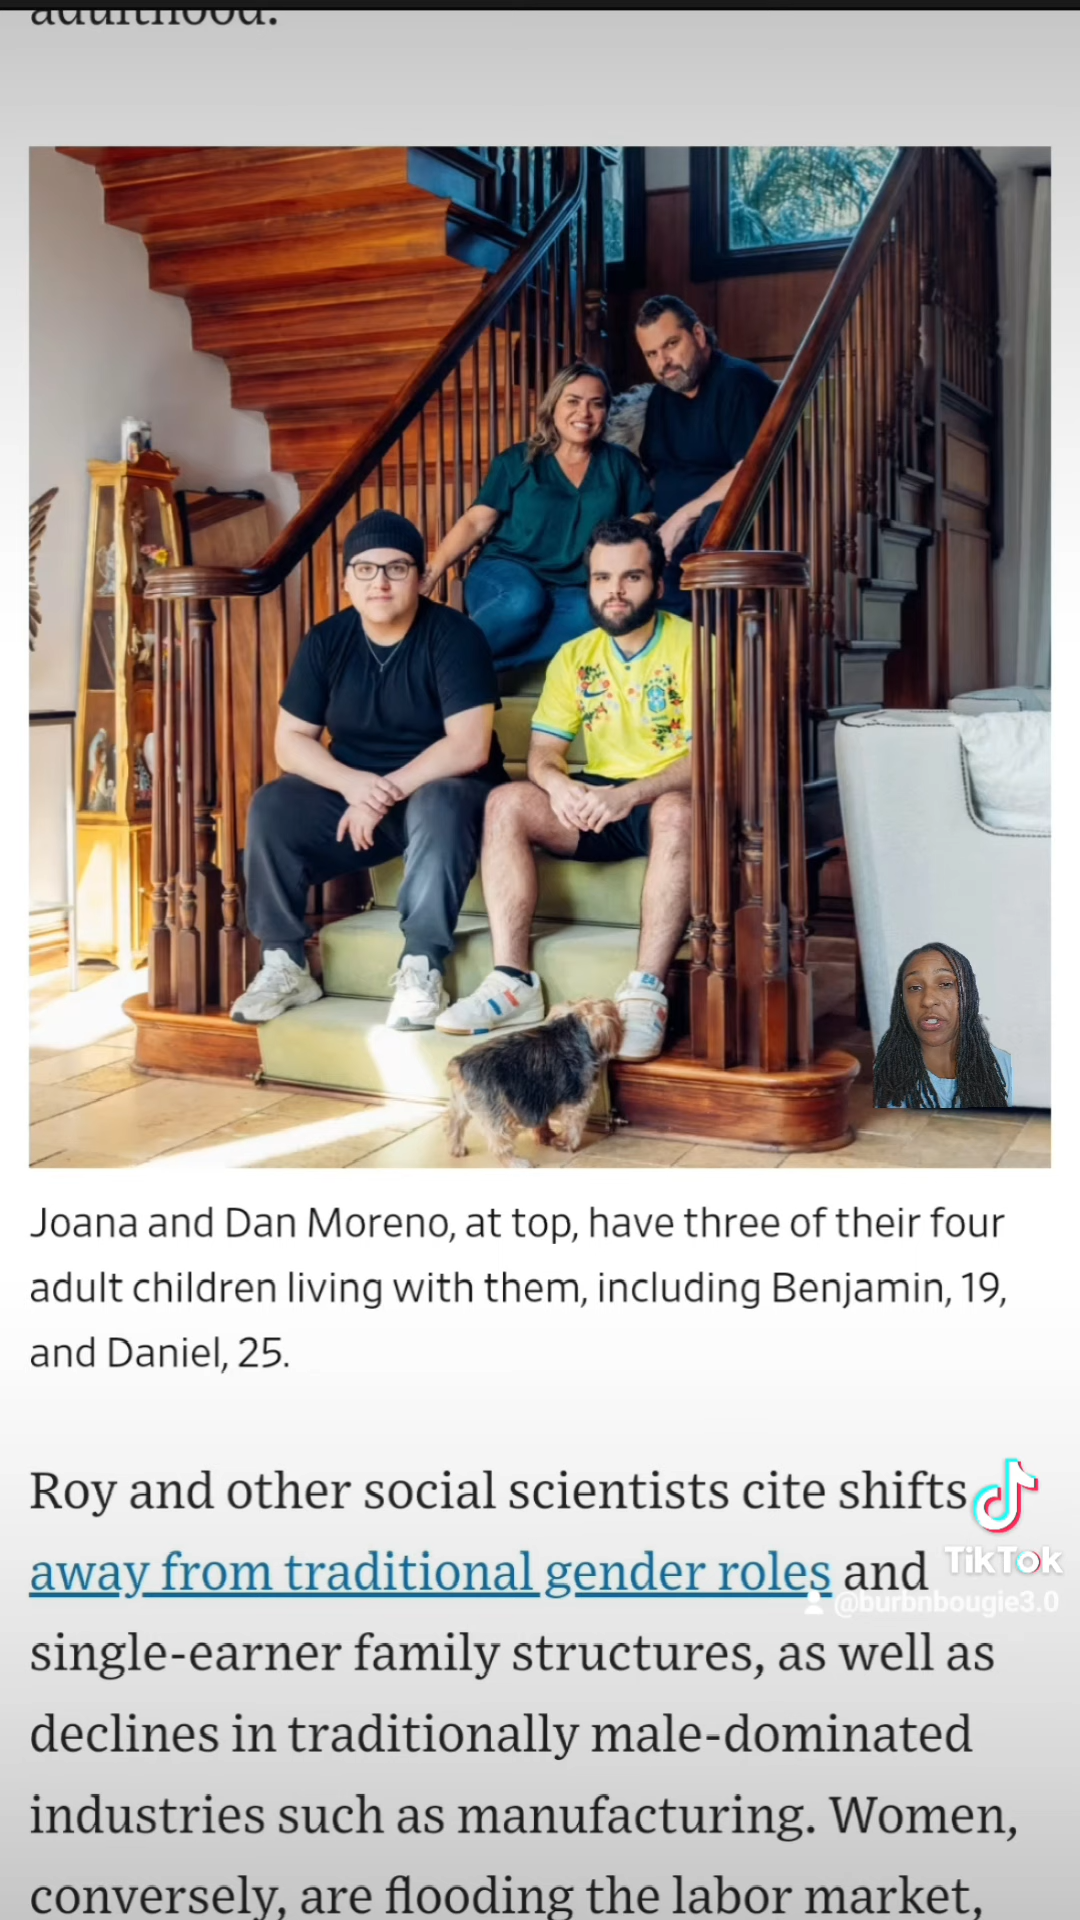 adulthood.
Joana and Dan Moreno, at top, have three of their four
adult children living with them, including Benjamin, 19,
and Daniel, 25.
Roy and other social scientists cite shifts
away from traditional gender roles and
single-earner family structures, as well as
declines in traditionally male-dominated
industries such as manufacturing. Women,
conversely, are flooding the labor market,
TikTok
@burbnbougie3.0